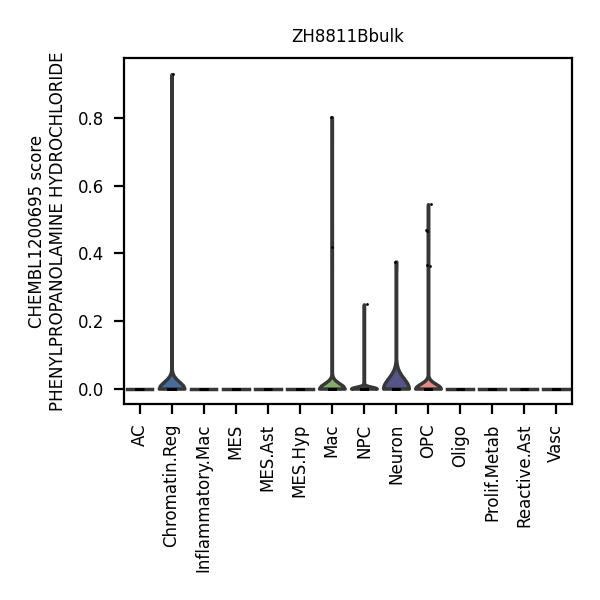 ZH8811Bbulk
CHEMBL1200695 score
PHENYLPROPANOLAMINE HYDROCHLORIDE
0.8
0.6
0.4
0.2
0.0
AC
Chromatin.Reg
Inflammatory.Mac
MES
MES.Ast
MES.Hyp
Mac
NPC
Neuron
OPC
Oligo
Prolif.Metab
Reactive.Ast
Vasc